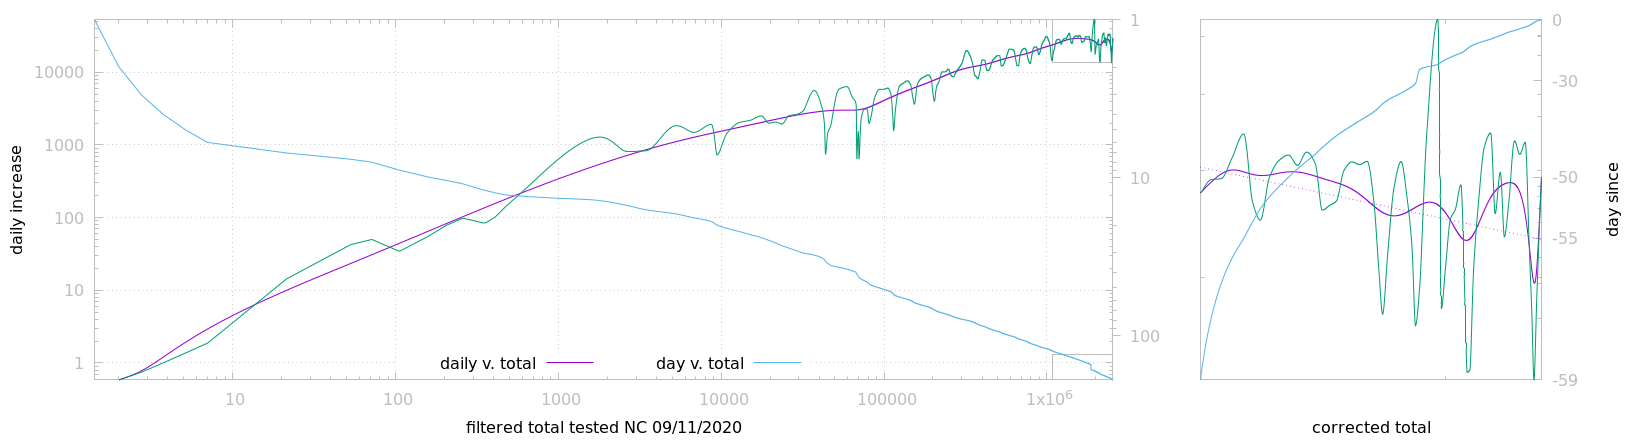 daily increase
10000
1000
100
10
1
10
100
1000
10000
100000
1x10^6
1
10
100
daily v. total
day v. total
filtered total tested NC 09/11/2020
0
-30
-50
-55
-59
day since
corrected total